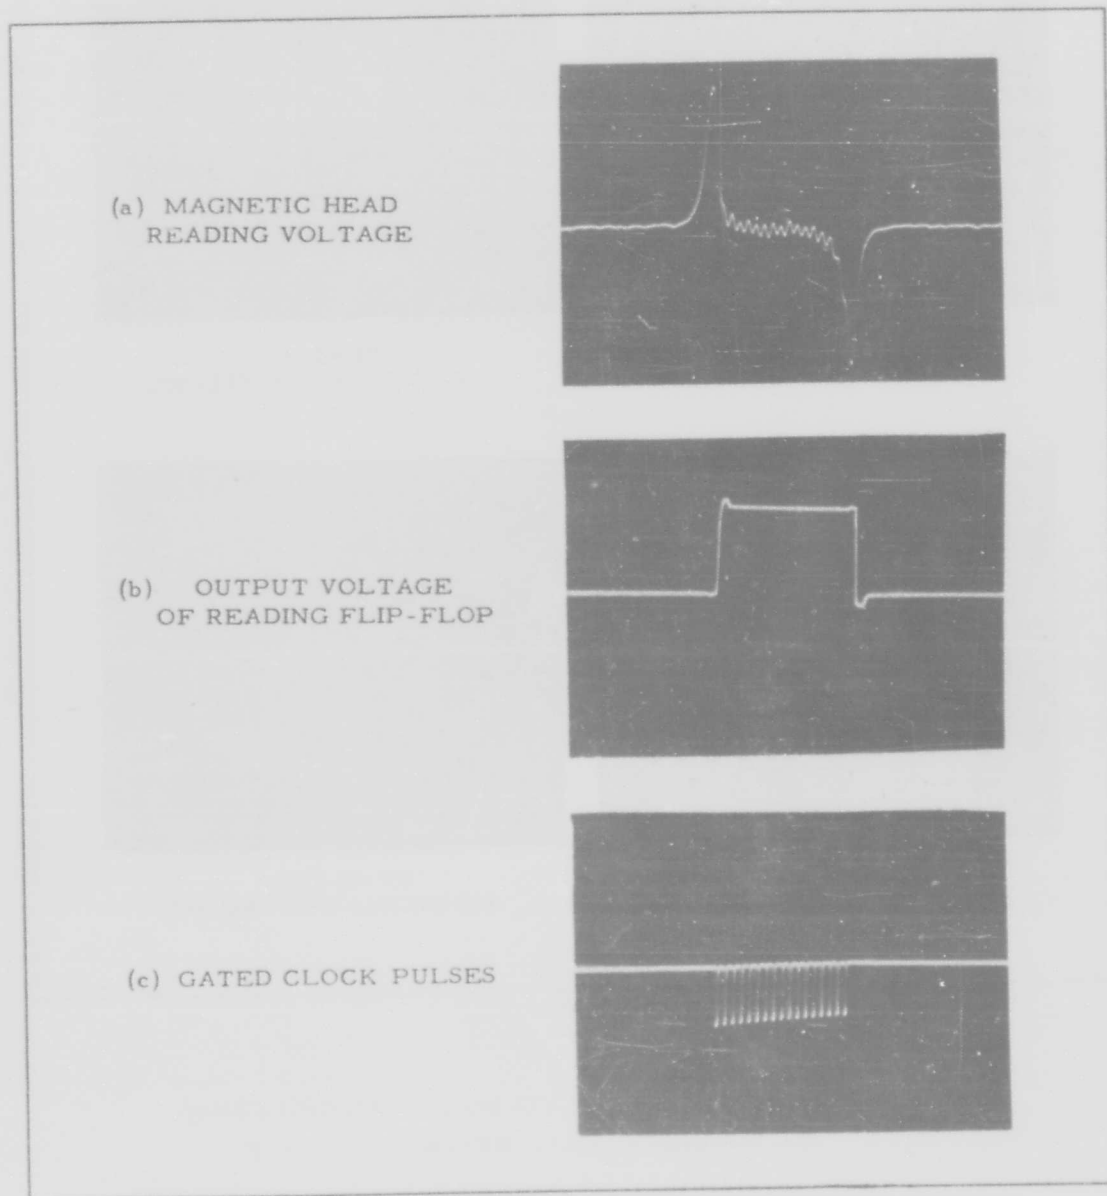 (a) MAGNETIC HEAD
READING VOLTAGE
(b) OUTPUT VOLTAGE
OF READING FLIP-FLOP
(c) GATED CLOCK PULSES